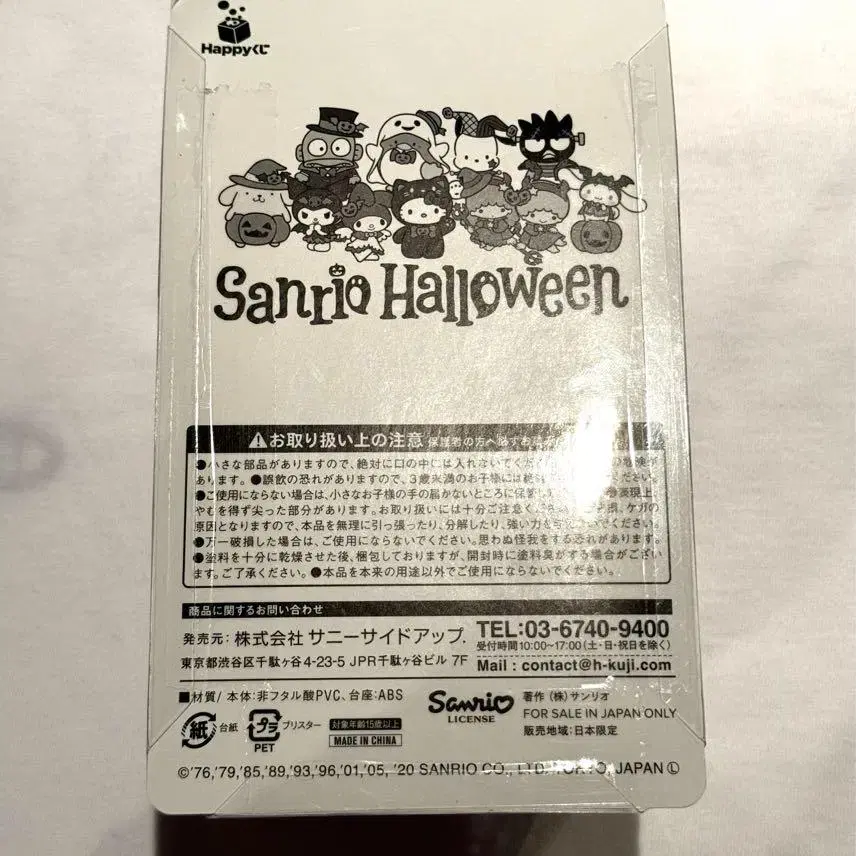 Happyくじ
Sanrio Halloween
お取り扱い上の注意 保護者の方へ必ずお
●小さな部品がありますので、絶対に口の中には入れないでくだ
あります。●誤飲の恐れがありますので、3歳未満のお子様には絶対
●ご使用にならない場合は、小さなお子様の手の届かないところに保管
やむを得ず尖った部分があります。お取り扱いには十分ご注意く ケガの
原因となりますので、本品を無理に引っ張ったり、分解したり、強い力を ください。
●万一破損した場合は、ご使用にならないでください。思わぬ怪我をする恐れがあります。
●塗料を十分に乾燥させた後、梱包しておりますが、開封時に塗料臭がする場合がござい
ます。ご了承ください。●本品を本来の用途以外でご使用にならないでください。
商品に関するお問い合わせ
発売元:株式会社 サニーサイドアップ.
東京都渋谷区千駄ヶ谷4-23-5 JPR千駄ヶ谷ビル 7F
TEL:03-6740-9400
受付時間10:00~17:00(土・日・祝日を除く)
Mail : contact@h-kuji.com
■材質/ 本体:非フタル酸PVC、台座:ABS
紙 台紙
プラ ブリスター
PET
対象年齢15歳以上
MADE IN CHINA
Sanrio
LICENSE
著作 (株) サンリオ
FOR SALE IN JAPAN ONLY
販売地域:日本限定
©'76,'79,'85,'89,'93,'96,'01,'05, '20 SANRIO CO., LTD. TOKYO, JAPAN Ⓛ